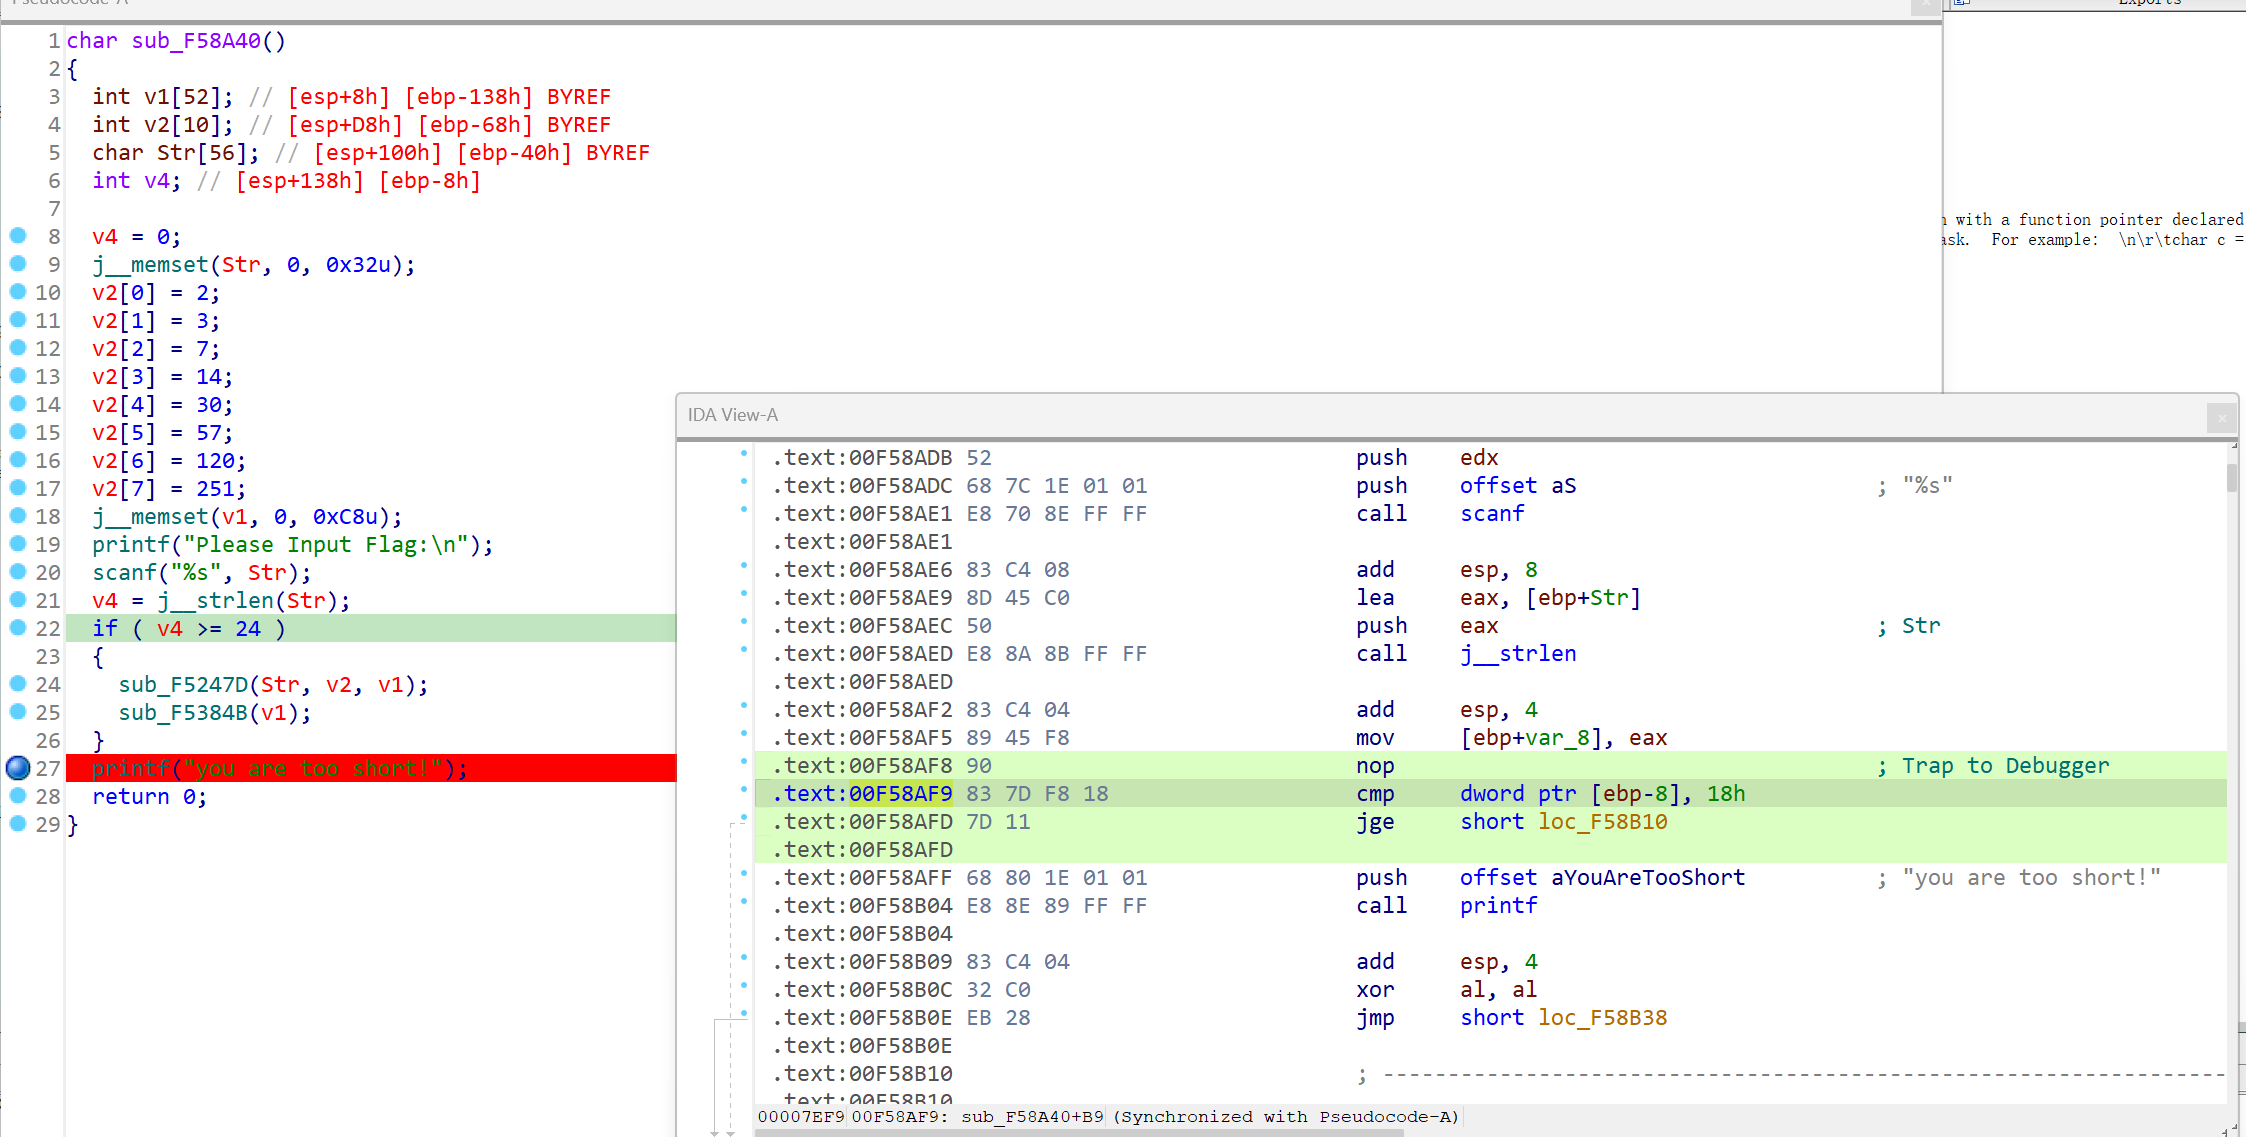 Pseudocode-A
Exports
1 char sub_F58A40()
2 {
3 int v1[52]; // [esp+8h] [ebp-138h] BYREF
4 int v2[10]; // [esp+D8h] [ebp-68h] BYREF
5 char Str[56]; // [esp+100h] [ebp-40h] BYREF
6 int v4; // [esp+138h] [ebp-8h]
7
8 v4 = 0;
9 j__memset(Str, 0, 0x32u);
10 v2[0] = 2;
11 v2[1] = 3;
12 v2[2] = 7;
13 v2[3] = 14;
14 v2[4] = 30;
15 v2[5] = 57;
16 v2[6] = 120;
17 v2[7] = 251;
18 j__memset(v1, 0, 0xC8u);
19 printf("Please Input Flag:\n");
20 scanf("%s", Str);
21 v4 = j__strlen(Str);
22 if ( v4 >= 24 )
23 {
24 sub_F5247D(Str, v2, v1);
25 sub_F5384B(v1);
26 }
27 printf("you are too short!");
28 return 0;
29 }
with a function pointer declared
ask. For example: \n\r\tchar c =
IDA View-A
.text:00F58ADB 52 push edx
.text:00F58ADC 68 7C 1E 01 01 push offset aS ; "%s"
.text:00F58AE1 E8 70 8E FF FF call scanf
.text:00F58AE1
.text:00F58AE6 83 C4 08 add esp, 8
.text:00F58AE9 8D 45 C0 lea eax, [ebp+Str]
.text:00F58AEC 50 push eax ; Str
.text:00F58AED E8 8A 8B FF FF call j__strlen
.text:00F58AED
.text:00F58AF2 83 C4 04 add esp, 4
.text:00F58AF5 89 45 F8 mov [ebp+var_8], eax
.text:00F58AF8 90 nop ; Trap to Debugger
.text:00F58AF9 83 7D F8 18 cmp dword ptr [ebp-8], 18h
.text:00F58AFD 7D 11 jge short loc_F58B10
.text:00F58AFD
.text:00F58AFF 68 80 1E 01 01 push offset aYouAreTooShort ; "you are too short!"
.text:00F58B04 E8 8E 89 FF FF call printf
.text:00F58B04
.text:00F58B09 83 C4 04 add esp, 4
.text:00F58B0C 32 C0 xor al, al
.text:00F58B0E EB 28 jmp short loc_F58B38
.text:00F58B0E
.text:00F58B10 ; ---------------------------------------------------------------
.text:00F58B10
00007EF9 00F58AF9: sub_F58A40+B9 (Synchronized with Pseudocode-A)